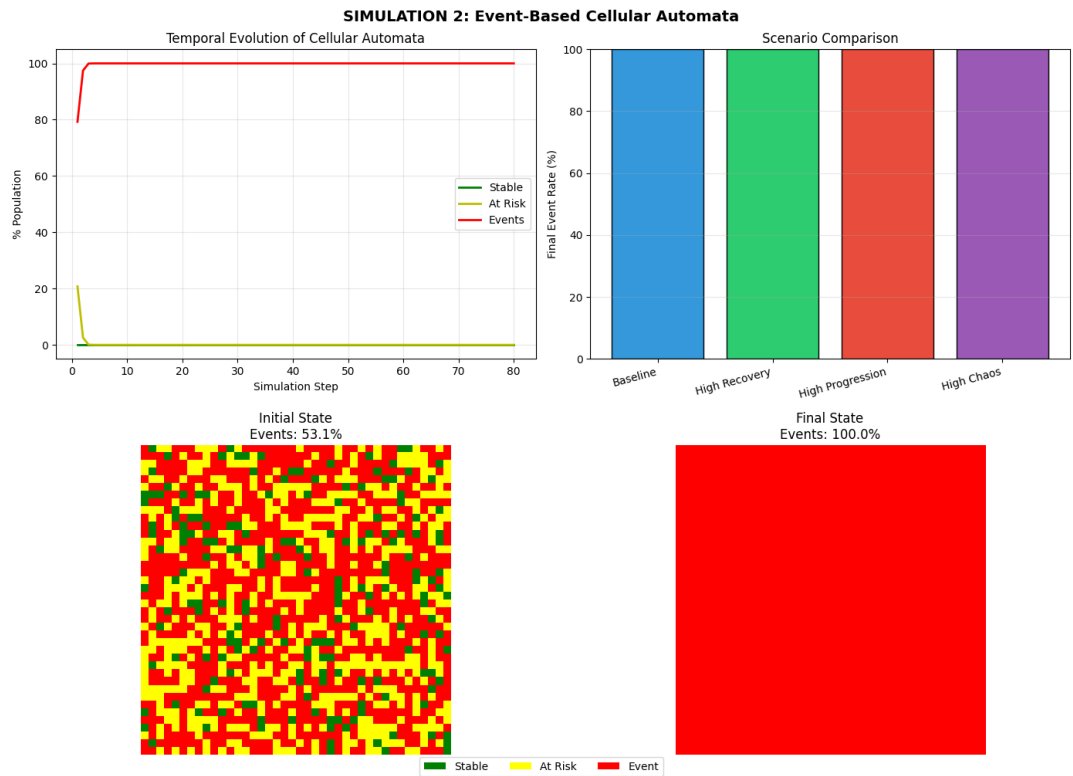 SIMULATION 2: Event-Based Cellular Automata
Temporal Evolution of Cellular Automata
100
80
60
40
20
0
% Population
Stable
At Risk
Events
0 10 20 30 40 50 60 70 80
Simulation Step
Scenario Comparison
100
80
60
40
20
0
Final Event Rate (%)
Baseline
High Recovery
High Progression
High Chaos
Initial State
Events: 53.1%
Final State
Events: 100.0%
Stable At Risk Event